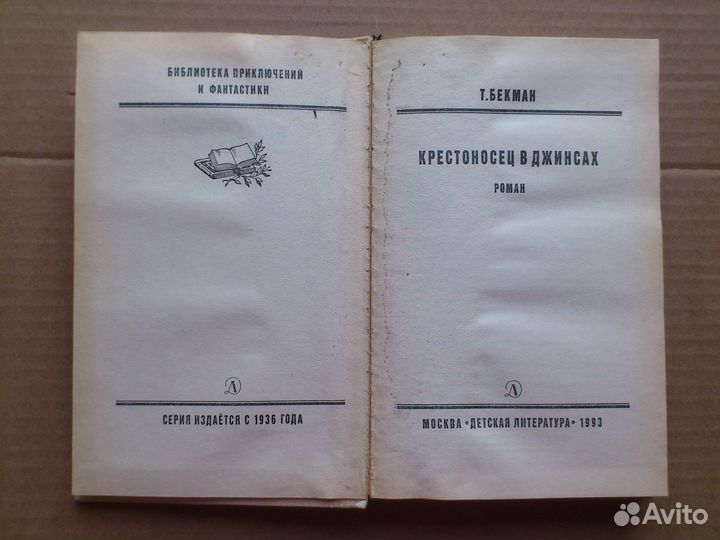 БИБЛИОТЕКА ПРИКЛЮЧЕНИЙ
И ФАНТАСТИКИ
СЕРИЯ ИЗДАЁТСЯ С 1936 ГОДА
Т. БЕКМАН
КРЕСТОНОСЕЦ В ДЖИНСАХ
РОМАН
МОСКВА «ДЕТСКАЯ ЛИТЕРАТУРА» 1993
Avito